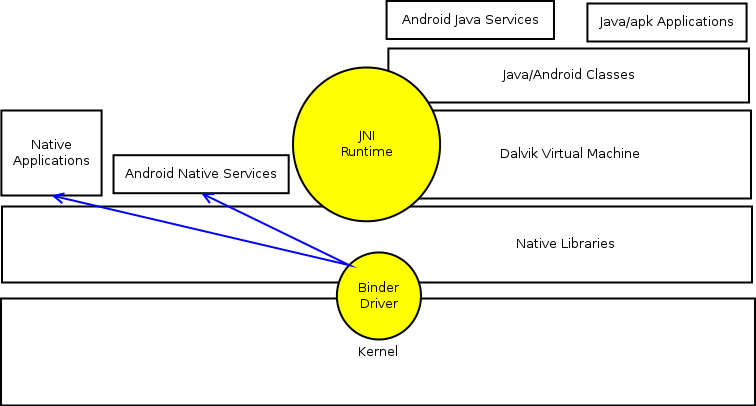 Android Java Services
Java/apk Applications
Java/Android Classes
JNI
Runtime
Native
Applications
Dalvik Virtual Machine
Android Native Services
Native Libraries
Binder
Driver
Kernel